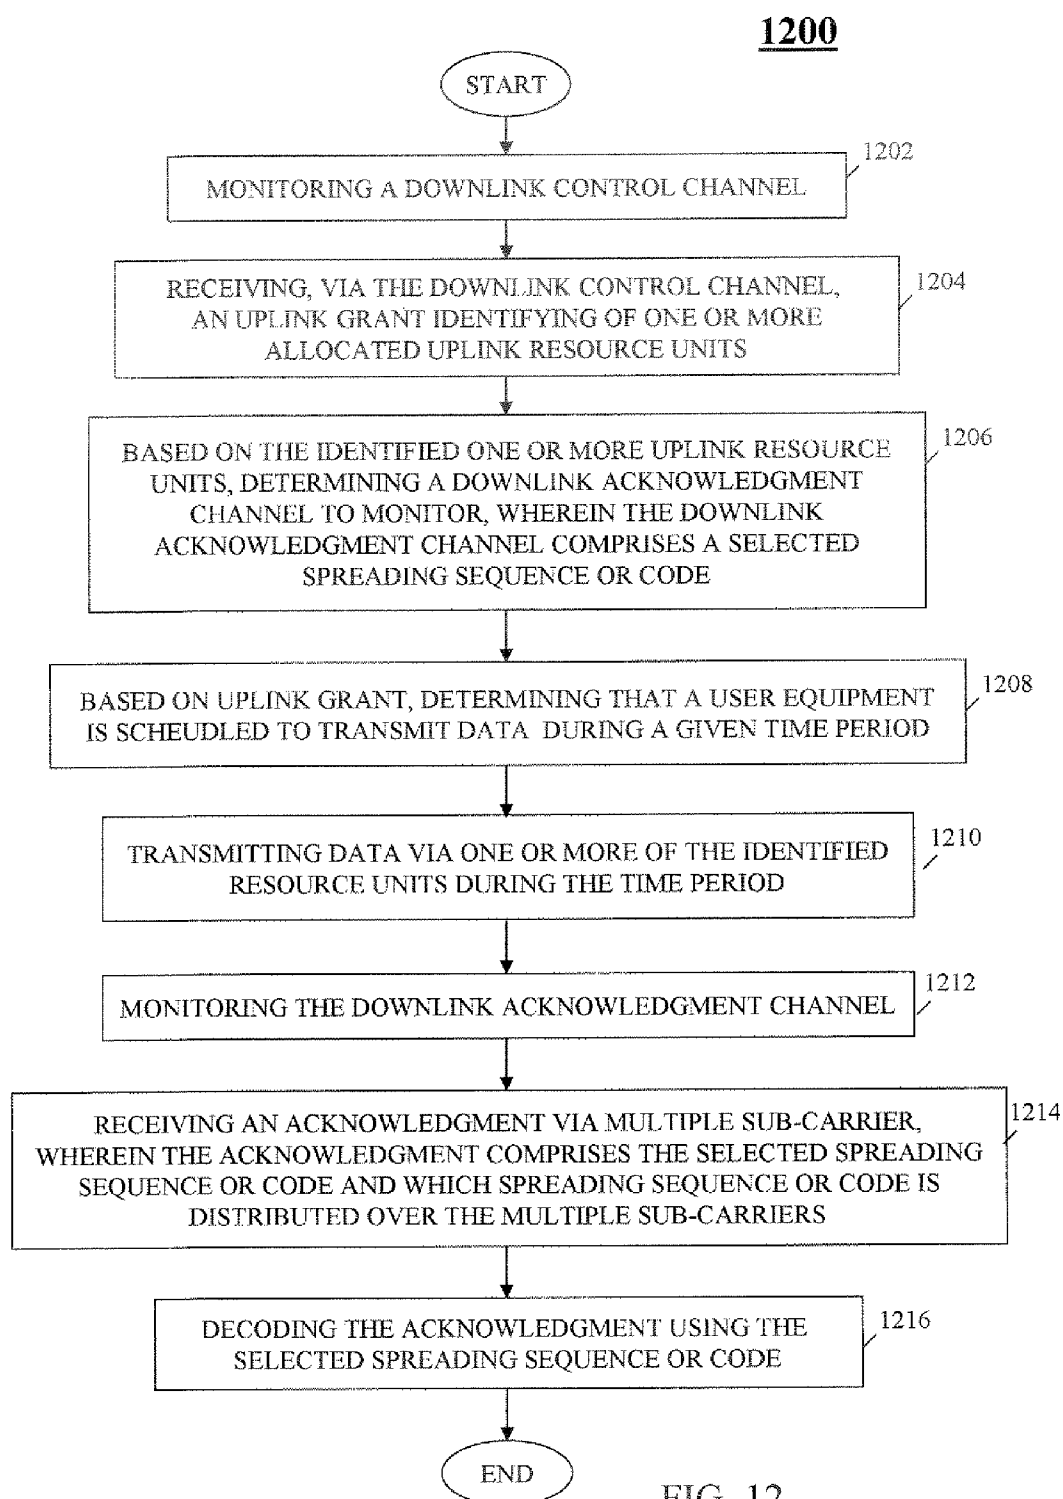 1200
START
1202
MONITORING A DOWNLINK CONTROL CHANNEL
1204
RECEIVING, VIA THE DOWNLINK CONTROL CHANNEL,
AN UPLINK GRANT IDENTIFYING OF ONE OR MORE
ALLOCATED UPLINK RESOURCE UNITS
1206
BASED ON THE IDENTIFIED ONE OR MORE UPLINK RESOURCE
UNITS, DETERMINING A DOWNLINK ACKNOWLEDGMENT
CHANNEL TO MONITOR, WHEREIN THE DOWNLINK
ACKNOWLEDGMENT CHANNEL COMPRISES A SELECTED
SPREADING SEQUENCE OR CODE
1208
BASED ON UPLINK GRANT, DETERMINING THAT A USER EQUIPMENT
IS SCHEUDLED TO TRANSMIT DATA DURING A GIVEN TIME PERIOD
1210
TRANSMITTING DATA VIA ONE OR MORE OF THE IDENTIFIED
RESOURCE UNITS DURING THE TIME PERIOD
1212
MONITORING THE DOWNLINK ACKNOWLEDGMENT CHANNEL
1214
RECEIVING AN ACKNOWLEDGMENT VIA MULTIPLE SUB-CARRIER,
WHEREIN THE ACKNOWLEDGMENT COMPRISES THE SELECTED SPREADING
SEQUENCE OR CODE AND WHICH SPREADING SEQUENCE OR CODE IS
DISTRIBUTED OVER THE MULTIPLE SUB-CARRIERS
1216
DECODING THE ACKNOWLEDGMENT USING THE
SELECTED SPREADING SEQUENCE OR CODE
END
FIG. 12